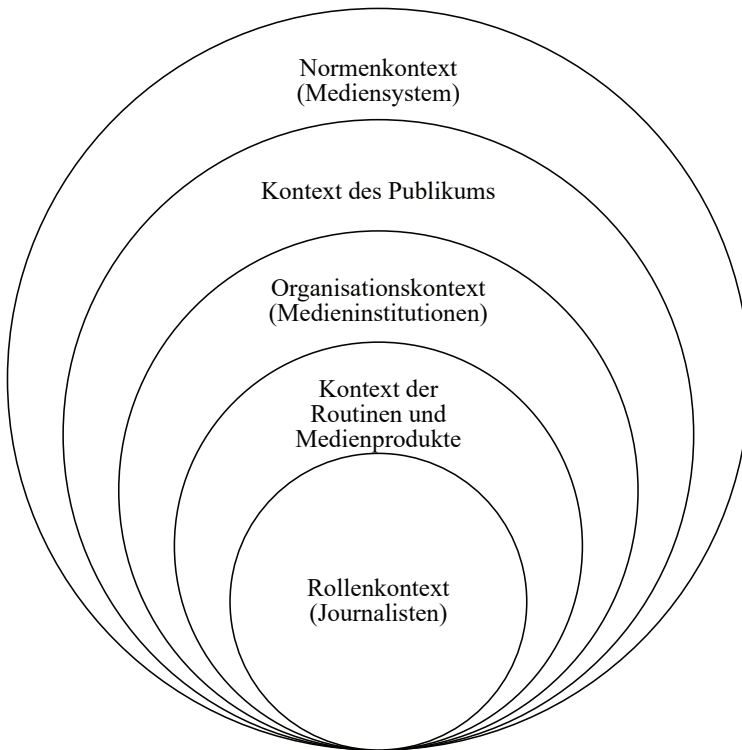 Normenkontext
(Mediensystem)
Kontext des Publikums
Organisationskontext
(Medieninstitutionen)
Kontext der
Routinen und
Medienprodukte
Rollenkontext
(Journalisten)